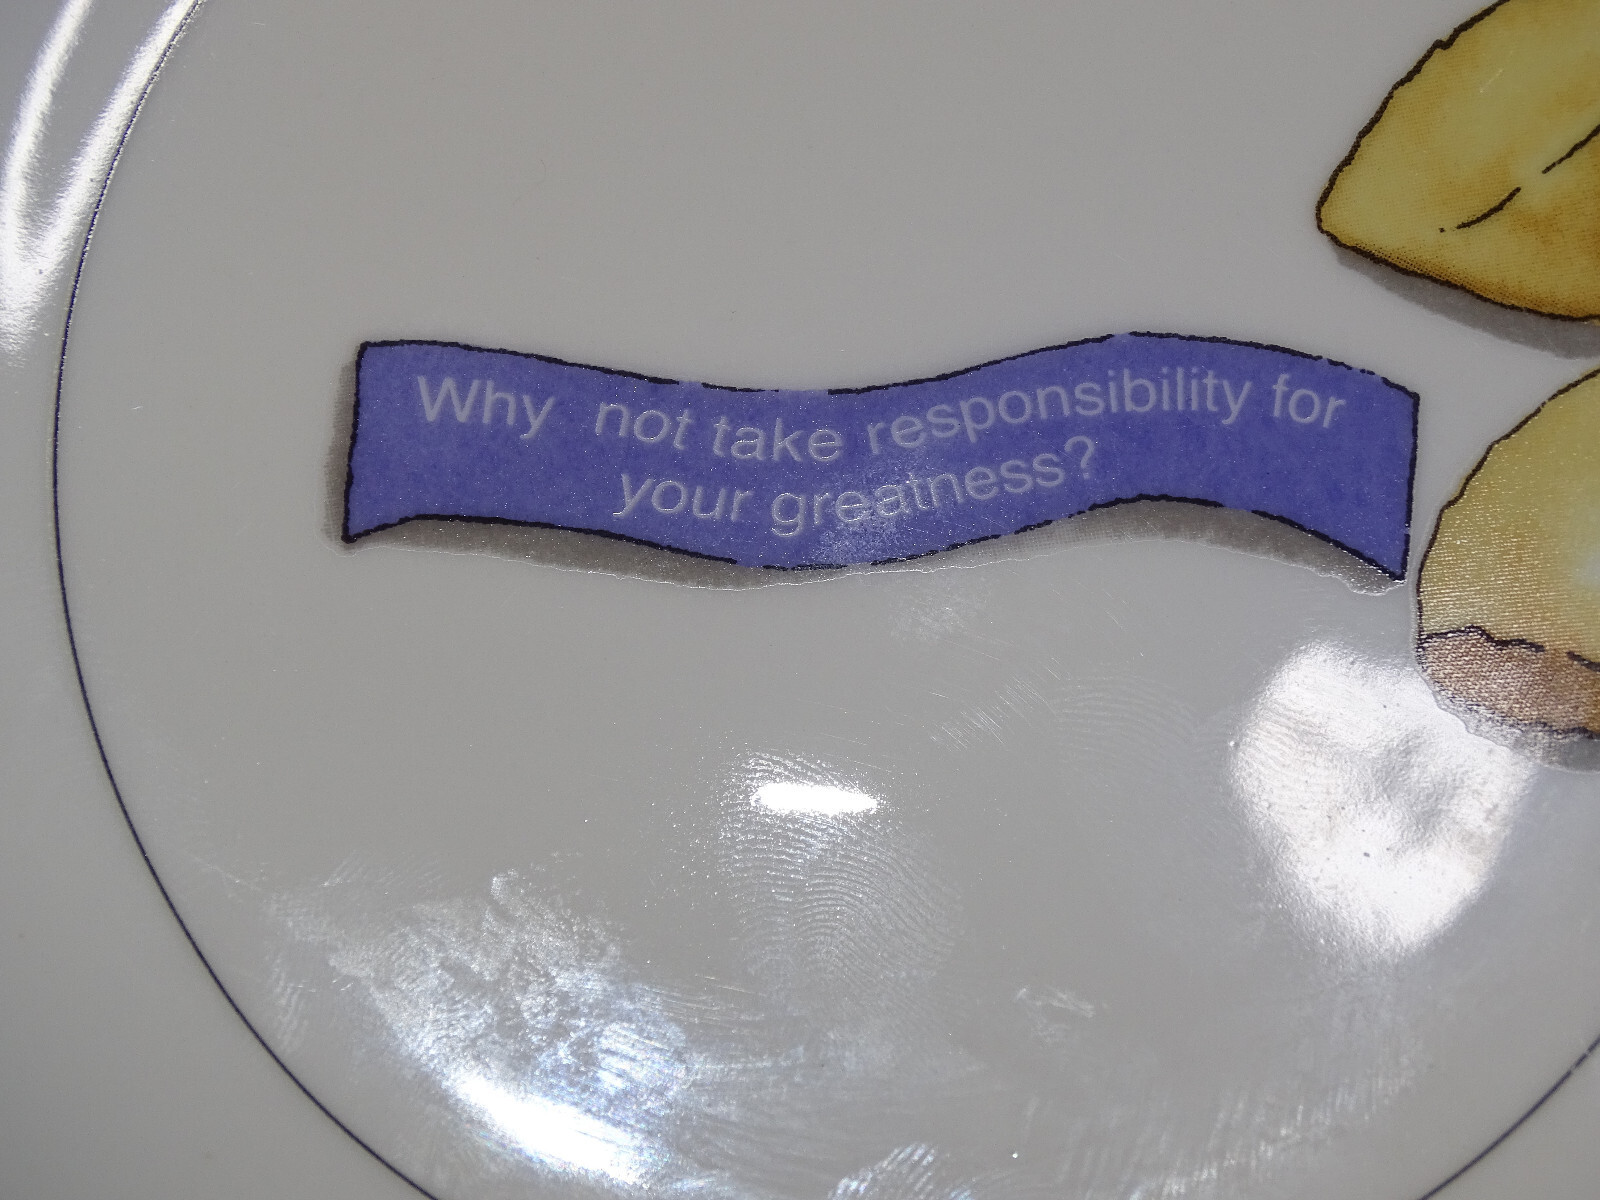 Why not take responsibility for
your greatness?